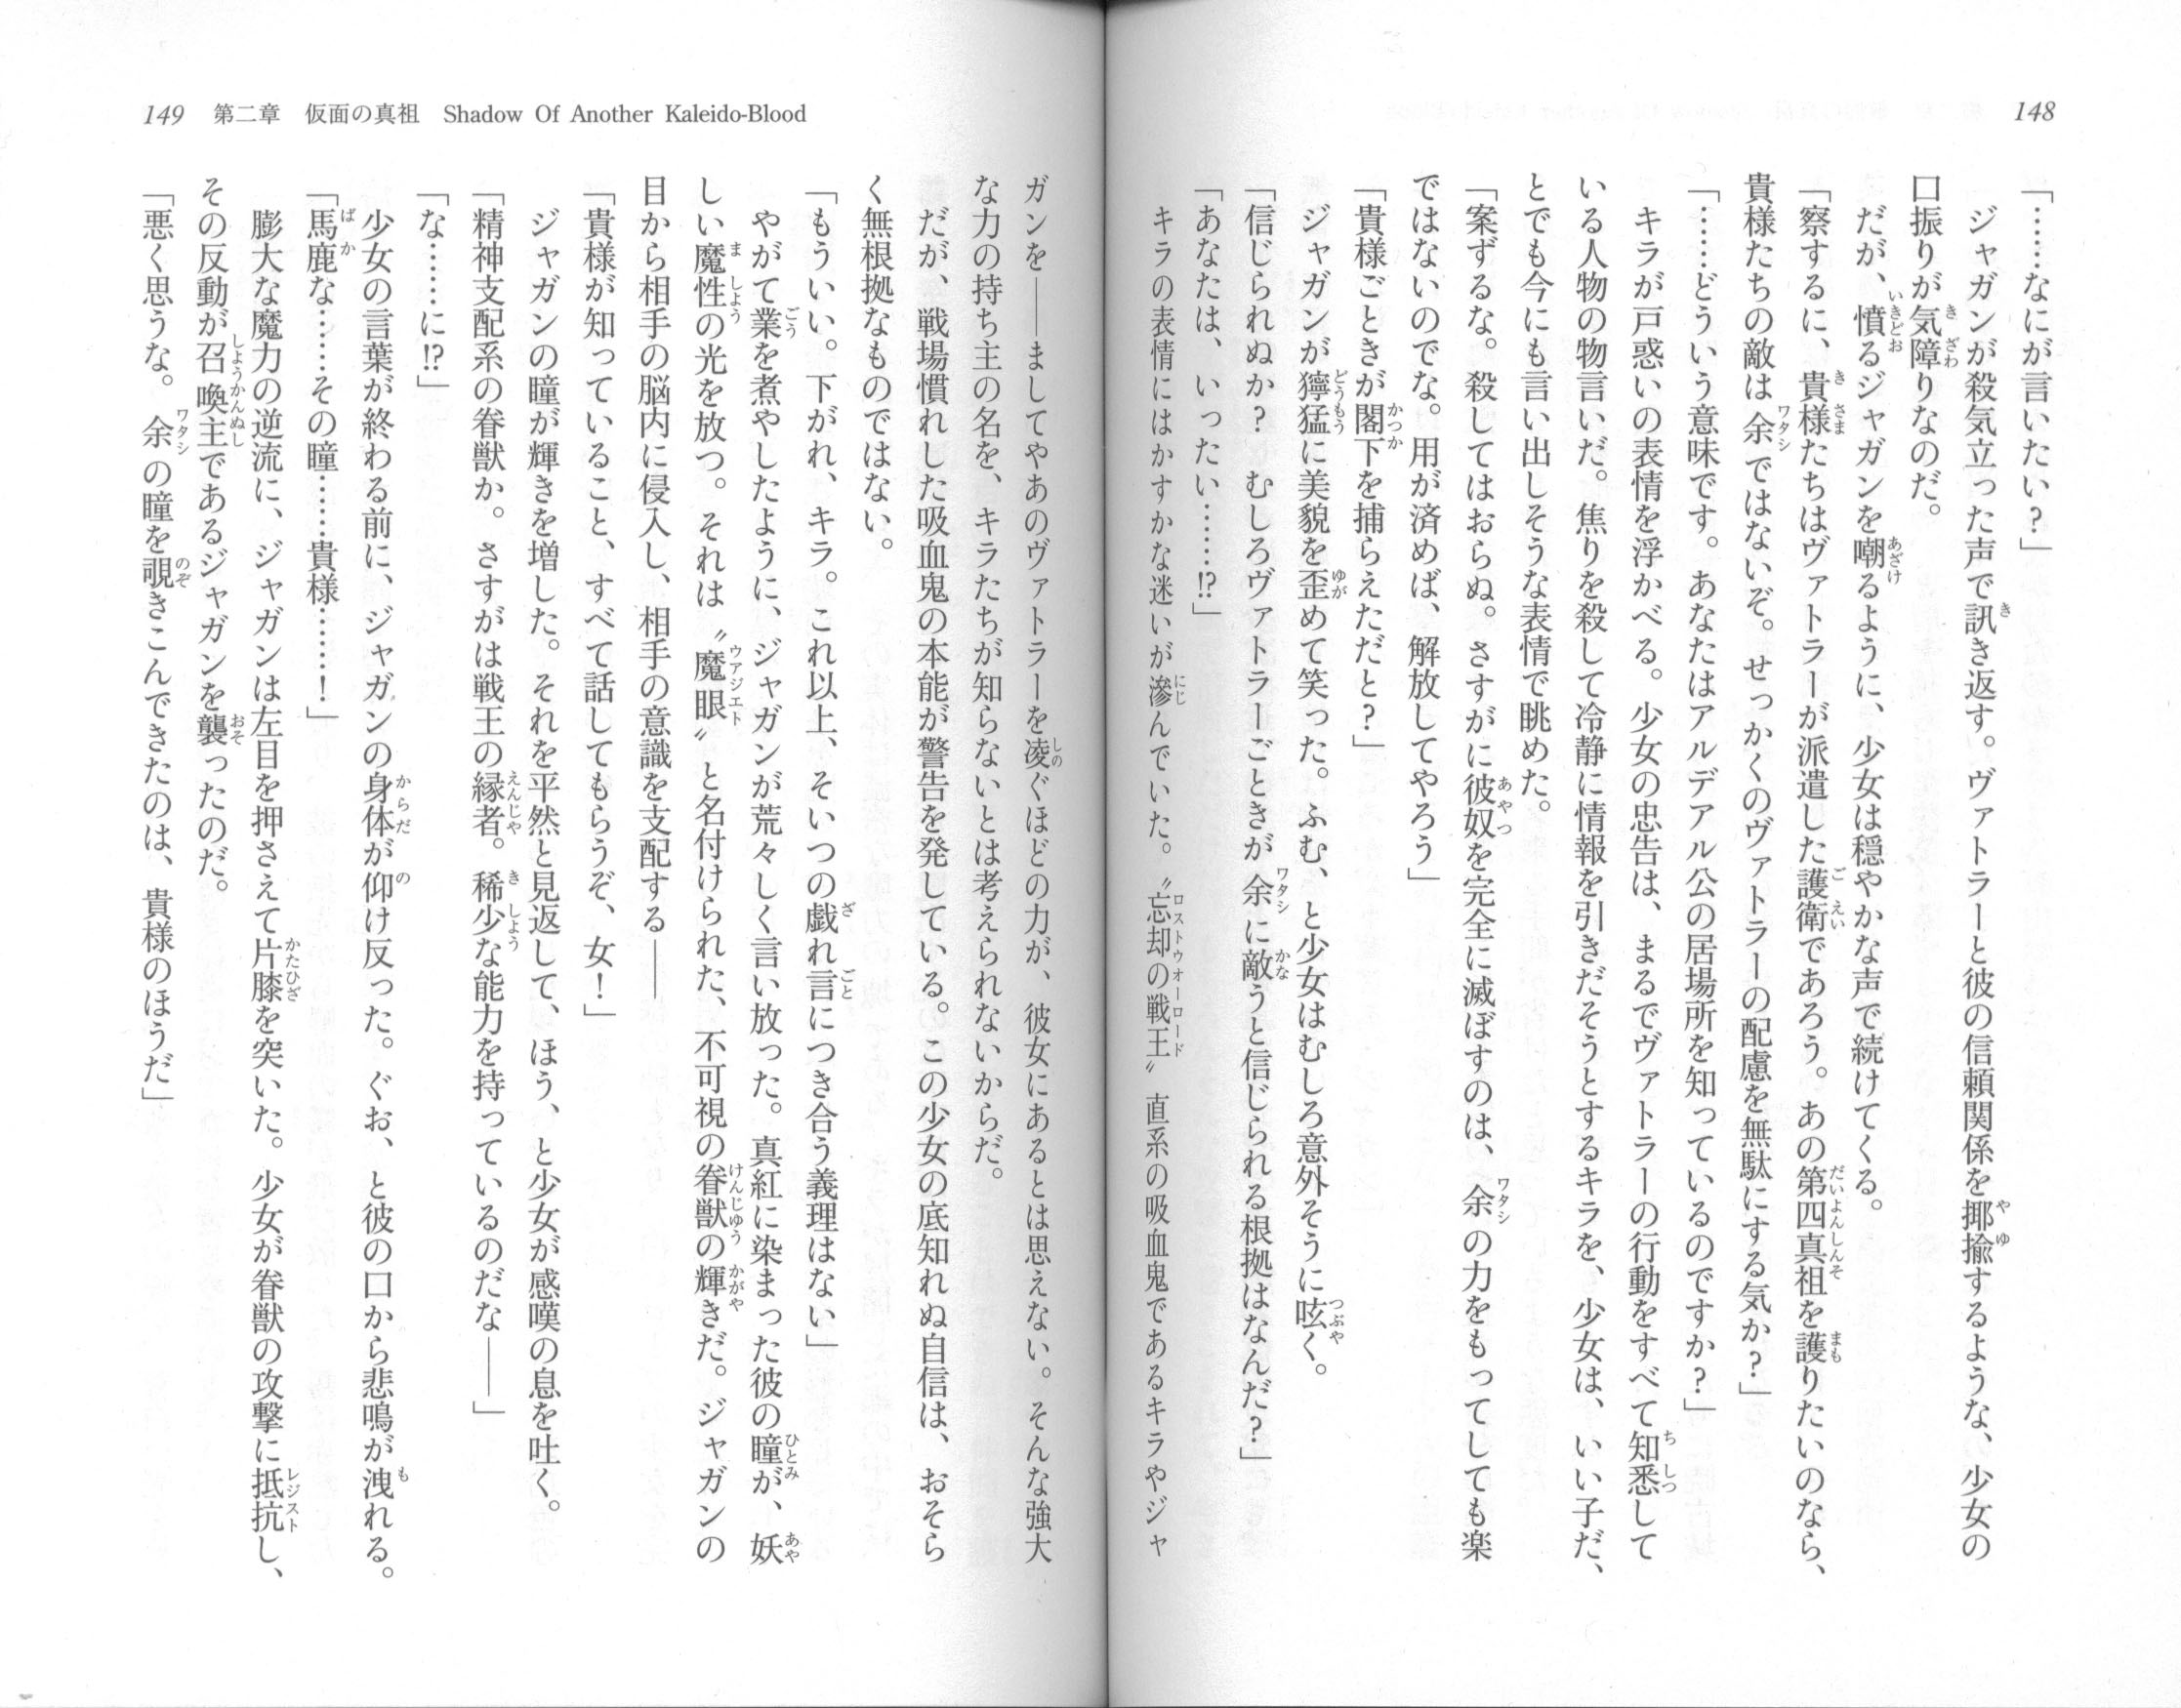 148
「……なにが言いたい？」
　ジャガンが殺気立った声で訊き返す。ヴァトラーと彼の信頼関係を揶揄するような、少女の
口振りが気障りなのだ。
　だが、憤るジャガンを嘲るように、少女は穏やかな声で続けてくる。
「察するに、貴様たちはヴァトラーが派遣した護衛であろう。あの第四真祖を護りたいのなら、
貴様たちの敵は余ではないぞ。せっかくのヴァトラーの配慮を無駄にする気か？」
「……どういう意味です。あなたはアルデアル公の居場所を知っているのですか？」
　キラが戸惑いの表情を浮かべる。少女の忠告は、まるでヴァトラーの行動をすべて知悉して
いる人物の物言いだ。焦りを殺して冷静に情報を引きだそうとするキラを、少女は、いい子だ、
とでも今にも言い出しそうな表情で眺めた。
「案ずるな。殺してはおらぬ。さすがに彼奴を完全に滅ぼすのは、余の力をもってしても楽
ではないのでな。用が済めば、解放してやろう」
「貴様ごときが閣下を捕らえただと？」
　ジャガンが獰猛に美貌を歪めて笑った。ふむ、と少女はむしろ意外そうに呟く。
「信じられぬか？　むしろヴァトラーごときが余に敵うと信じられる根拠はなんだ？」
「あなたは、いったい……!?」
　キラの表情にはかすかな迷いが滲んでいた。〝忘却の戦王〟直系の吸血鬼であるキラやジャ
149　第二章　仮面の真祖　Shadow Of Another Kaleido-Blood
ガンを――ましてやあのヴァトラーを凌ぐほどの力が、彼女にあるとは思えない。そんな強大
な力の持ち主の名を、キラたちが知らないとは考えられないからだ。
　だが、戦場慣れした吸血鬼の本能が警告を発している。この少女の底知れぬ自信は、おそら
く無根拠なものではない。
「もういい。下がれ、キラ。これ以上、そいつの戯れ言につき合う義理はない」
　やがて業を煮やしたように、ジャガンが荒々しく言い放った。真紅に染まった彼の瞳が、妖
しい魔性の光を放つ。それは〝魔眼〟と名付けられた、不可視の眷獣の輝きだ。ジャガンの
目から相手の脳内に侵入し、相手の意識を支配する――
「貴様が知っていること、すべて話してもらうぞ、女！」
　ジャガンの瞳が輝きを増した。それを平然と見返して、ほう、と少女が感嘆の息を吐く。
「精神支配系の眷獣か。さすがは戦王の縁者。稀少な能力を持っているのだな――」
「な……に!?」
　少女の言葉が終わる前に、ジャガンの身体が仰け反った。ぐお、と彼の口から悲鳴が洩れる。
「馬鹿な……その瞳……貴様……！」
　膨大な魔力の逆流に、ジャガンは左目を押さえて片膝を突いた。少女が眷獣の攻撃に抵抗し、
その反動が召喚主であるジャガンを襲ったのだ。
「悪く思うな。余の瞳を覗きこんできたのは、貴様のほうだ」